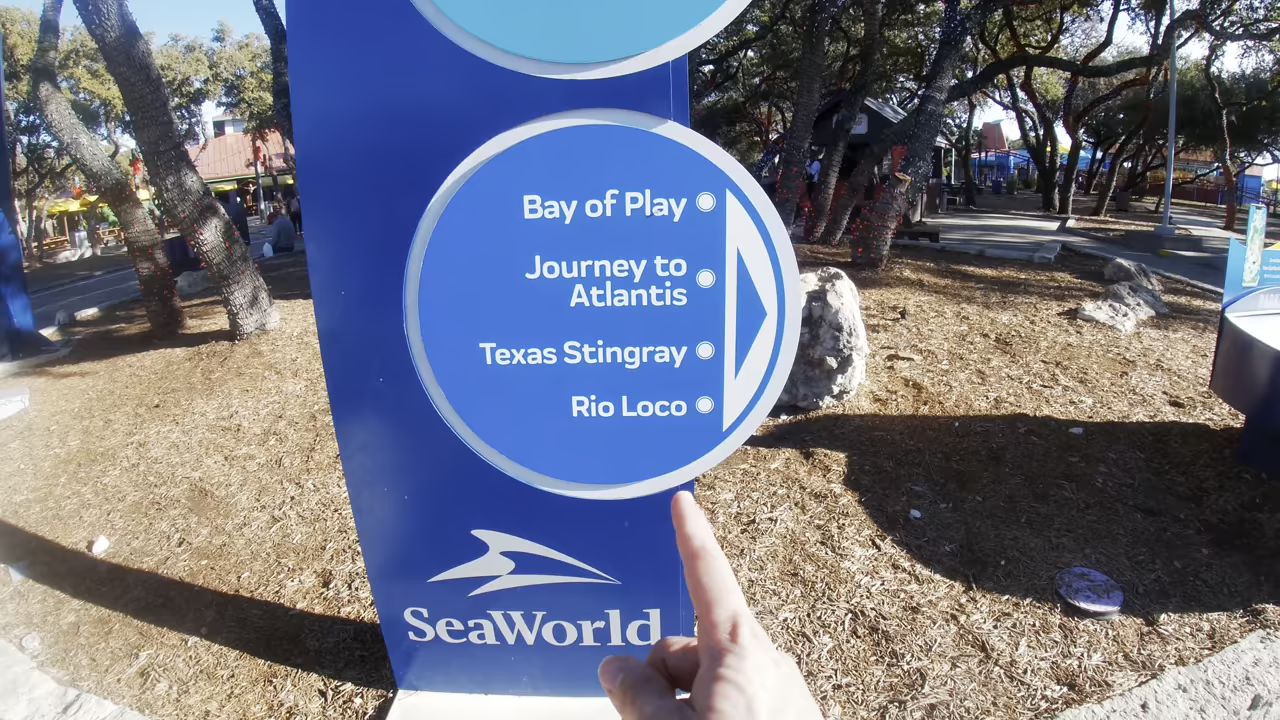 Bay of Play
Journey to
Atlantis
Texas Stingray
Rio Loco
SeaWorld